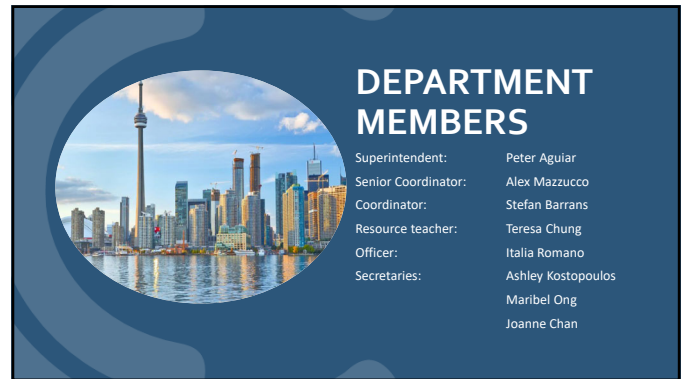 DEPARTMENT
MEMBERS
Superintendent: Peter Aguiar
Senior Coordinator: Alex Mazzucco
Coordinator: Stefan Barrans
Resource teacher: Teresa Chung
Officer: Italia Romano
Secretaries: Ashley Kostopoulos
Maribel Ong
Joanne Chan